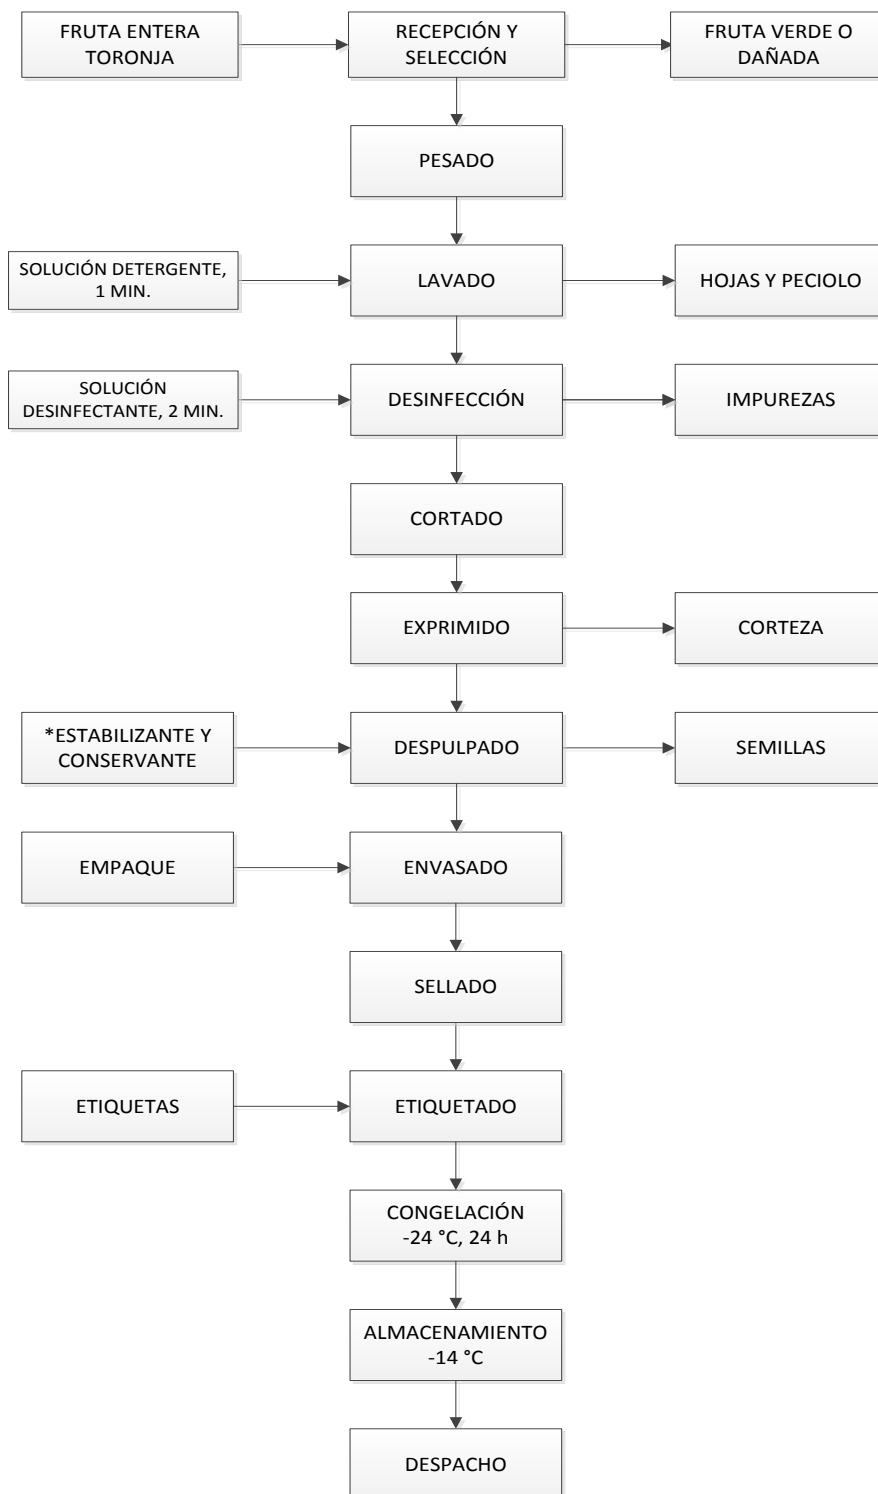 FRUTA ENTERA
TORONJA
RECEPCIÓN Y
SELECCIÓN
FRUTA VERDE O
DAÑADA
PESADO
SOLUCIÓN DETERGENTE,
1 MIN.
LAVADO
HOJAS Y PECIOLO
SOLUCIÓN
DESINFECTANTE, 2 MIN.
DESINFECCIÓN
IMPUREZAS
CORTADO
EXPRIMIDO
CORTEZA
*ESTABILIZANTE Y
CONSERVANTE
DESPULPADO
SEMILLAS
EMPAQUE
ENVASADO
SELLADO
ETIQUETAS
ETIQUETADO
CONGELACIÓN
-24 °C, 24 h
ALMACENAMIENTO
-14 °C
DESPACHO